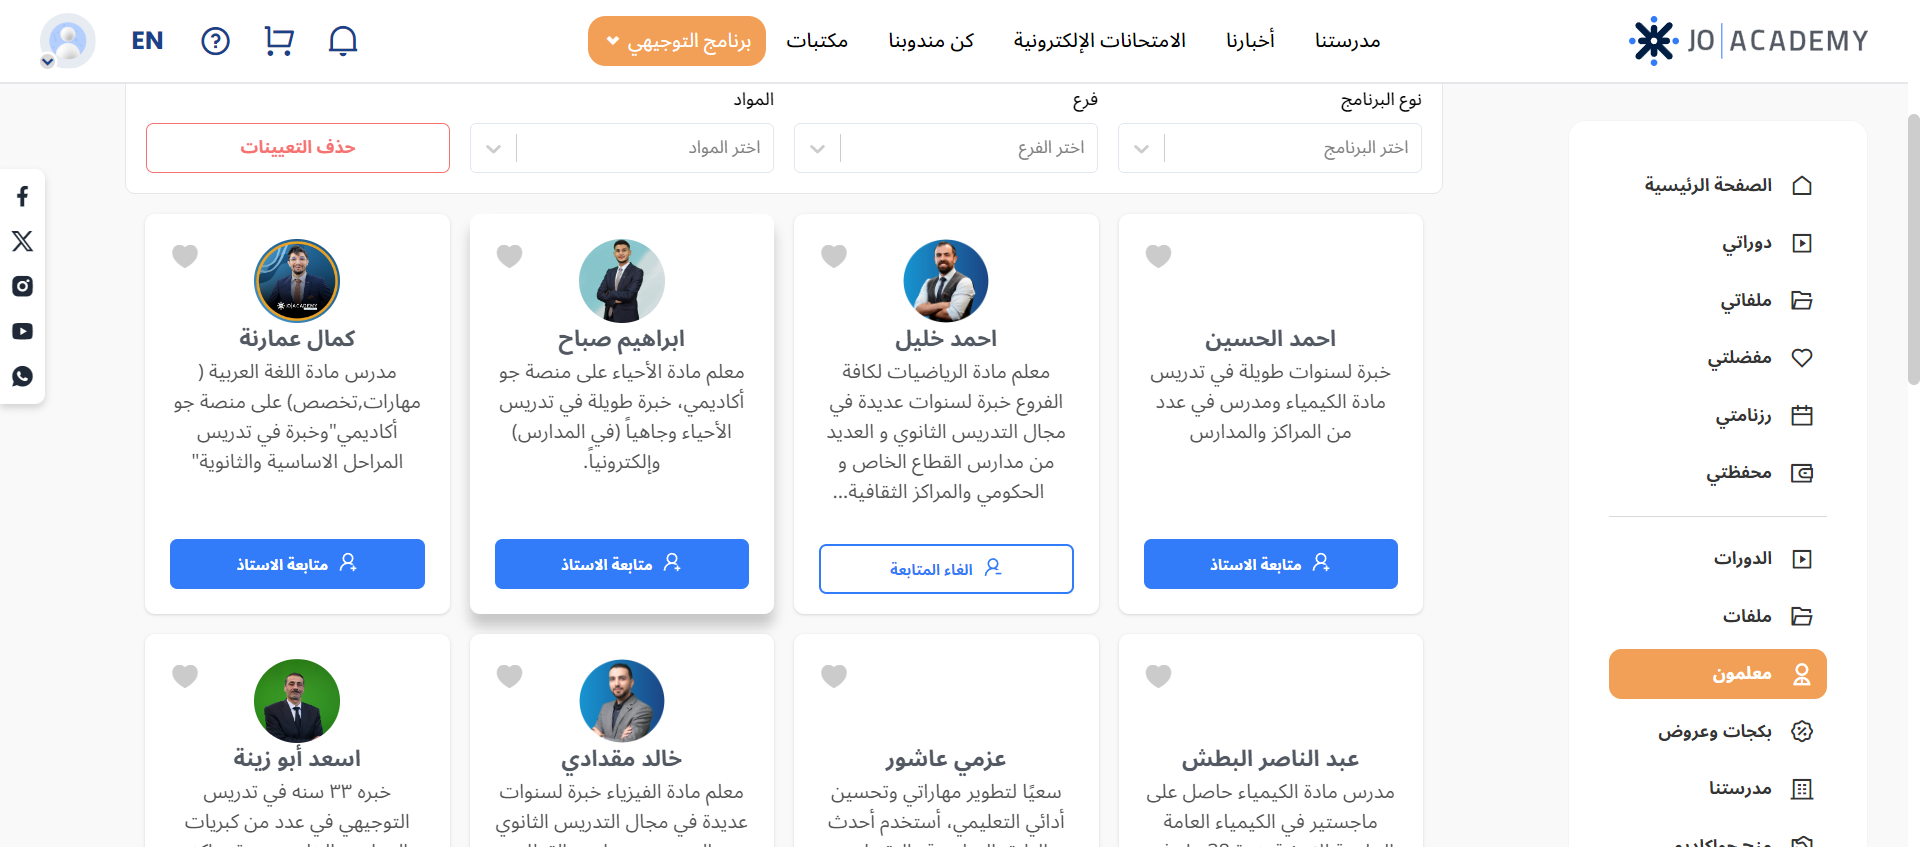 JO ACADEMY
مدرستنا
أخبارنا
الامتحانات الإلكترونية
كن مندوبنا
مكتبات
برنامج التوجيهي
EN
نوع البرنامج
فرع
المواد
اختر البرنامج
اختر الفرع
اختر المواد
حذف التعيينات
الصفحة الرئيسية
دوراتي
ملفاتي
مفضلتي
رزنامتي
محفظتي
الدورات
ملفات
معلمون
بكجات وعروض
مدرستنا
احمد الحسين
خبرة لسنوات طويلة في تدريس
مادة الكيمياء ومدرس في عدد
من المراكز والمدارس
متابعة الاستاذ
احمد خليل
معلم مادة الرياضيات لكافة
الفروع خبرة لسنوات عديدة في
مجال التدريس الثانوي و العديد
من مدارس القطاع الخاص و
الحكومي والمراكز الثقافية...
الغاء المتابعة
ابراهيم صباح
معلم مادة الأحياء على منصة جو
أكاديمي، خبرة طويلة في تدريس
الأحياء وجاهياً (في المدارس)
وإلكترونياً.
متابعة الاستاذ
JO ACADEMY
كمال عمارنة
مدرس مادة اللغة العربية (
مهارات,تخصص) على منصة جو
أكاديمي"وخبرة في تدريس
المراحل الاساسية والثانوية"
متابعة الاستاذ
عبد الناصر البطش
مدرس مادة الكيمياء حاصل على
ماجستير في الكيمياء العامة
عزمي عاشور
سعيًا لتطوير مهاراتي وتحسين
أدائي التعليمي، أستخدم أحدث
خالد مقدادي
معلم مادة الفيزياء خبرة لسنوات
عديدة في مجال التدريس الثانوي
اسعد أبو زينة
خبره ٣٣ سنه في تدريس
التوجيهي في عدد من كبريات